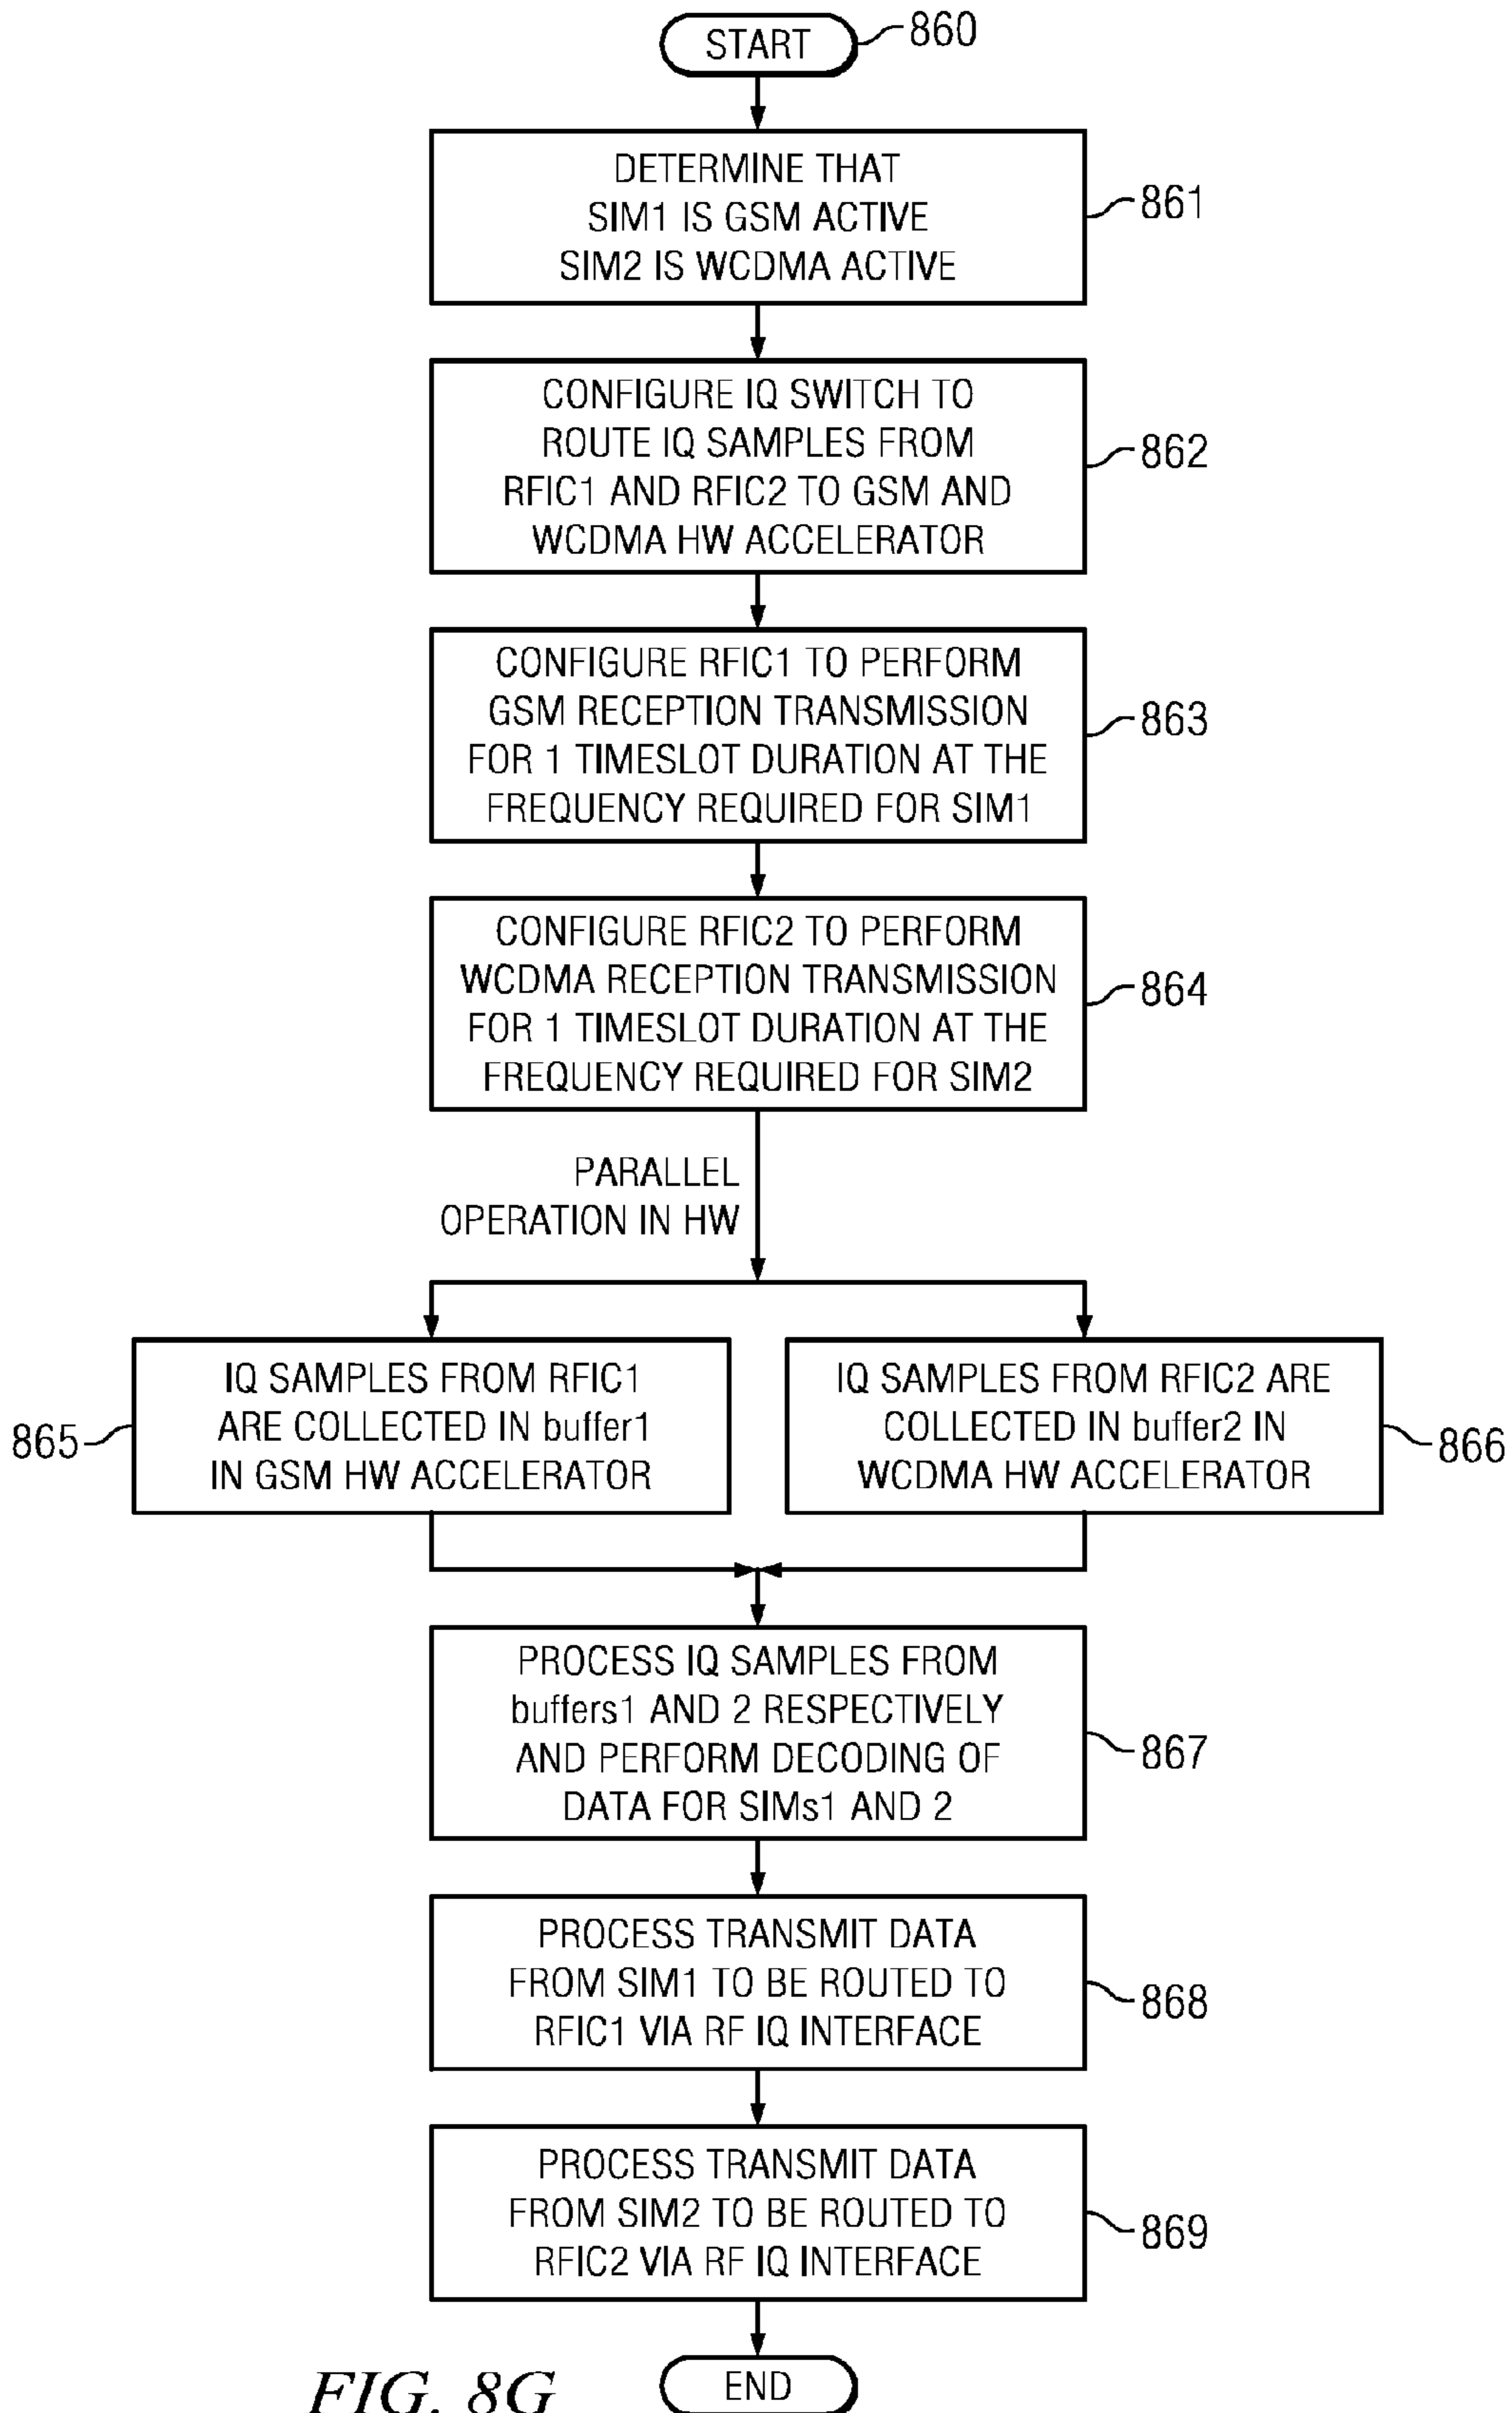 START
860
DETERMINE THAT
SIM1 IS GSM ACTIVE
SIM2 IS WCDMA ACTIVE
861
CONFIGURE IQ SWITCH TO
ROUTE IQ SAMPLES FROM
RFIC1 AND RFIC2 TO GSM AND
WCDMA HW ACCELERATOR
862
CONFIGURE RFIC1 TO PERFORM
GSM RECEPTION TRANSMISSION
FOR 1 TIMESLOT DURATION AT THE
FREQUENCY REQUIRED FOR SIM1
863
CONFIGURE RFIC2 TO PERFORM
WCDMA RECEPTION TRANSMISSION
FOR 1 TIMESLOT DURATION AT THE
FREQUENCY REQUIRED FOR SIM2
864
PARALLEL
OPERATION IN HW
865
IQ SAMPLES FROM RFIC1
ARE COLLECTED IN buffer1
IN GSM HW ACCELERATOR
IQ SAMPLES FROM RFIC2 ARE
COLLECTED IN buffer2 IN
WCDMA HW ACCELERATOR
866
PROCESS IQ SAMPLES FROM
buffers1 AND 2 RESPECTIVELY
AND PERFORM DECODING OF
DATA FOR SIMs1 AND 2
867
PROCESS TRANSMIT DATA
FROM SIM1 TO BE ROUTED TO
RFIC1 VIA RF IQ INTERFACE
868
PROCESS TRANSMIT DATA
FROM SIM2 TO BE ROUTED TO
RFIC2 VIA RF IQ INTERFACE
869
END
FIG. 8G